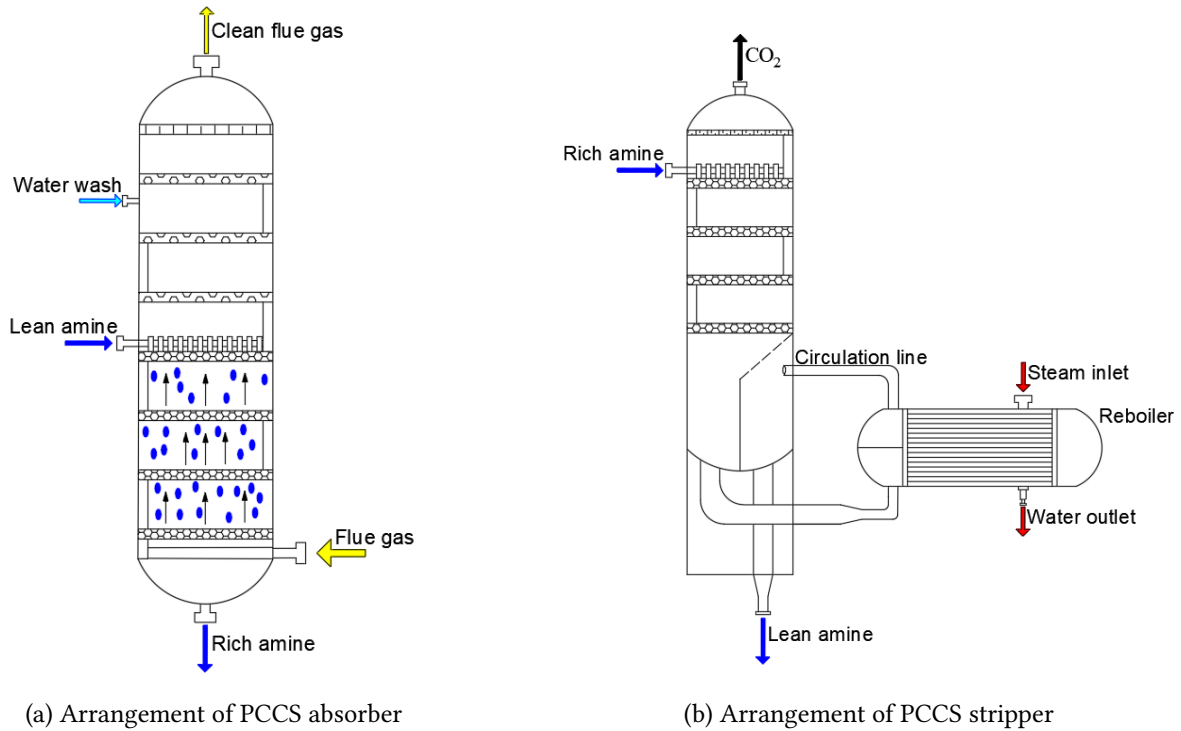 Clean flue gas
Water wash
Lean amine
Flue gas
Rich amine
(a) Arrangement of PCCS absorber
CO2
Rich amine
Circulation line
Steam inlet
Reboiler
Water outlet
Lean amine
(b) Arrangement of PCCS stripper